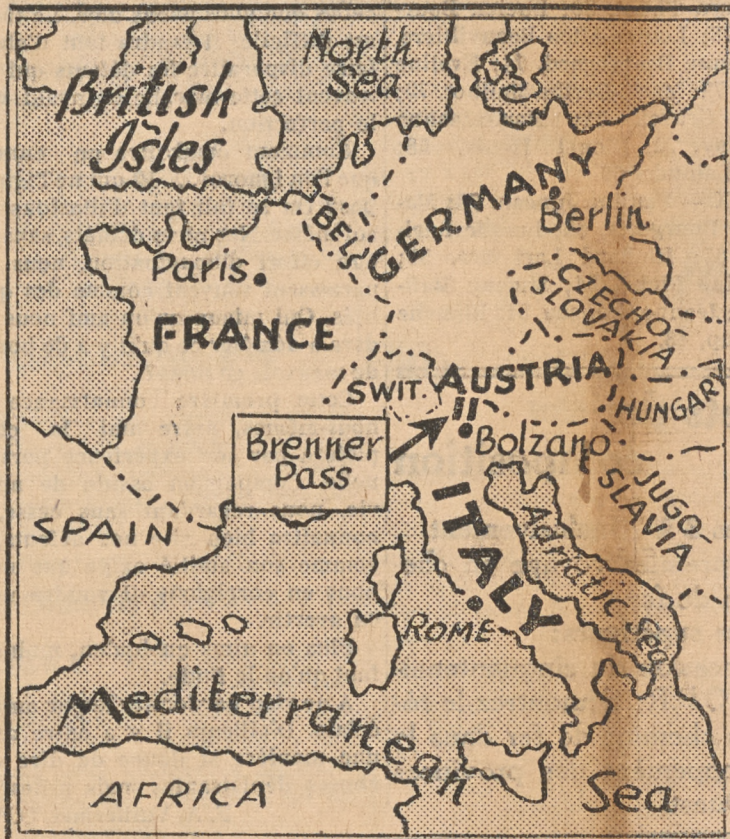 British
Isles
North
Sea
GERMANY
Berlin
BEL.
Paris
CZECHO-
SLOVAKIA
FRANCE
SWIT.
AUSTRIA
HUNGARY
Brenner
Pass
Bolzano
JUGO-
SLAVIA
SPAIN
ITALY
Adriatic Sea
ROME
Mediterranean
Sea
AFRICA